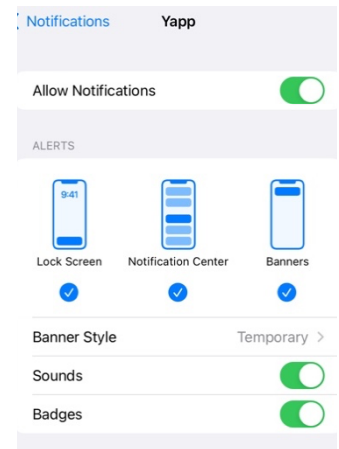 Notifications Yapp
Allow Notifications
ALERTS
9:41
Lock Screen Notification Center Banners
Banner Style Temporary
Sounds
Badges